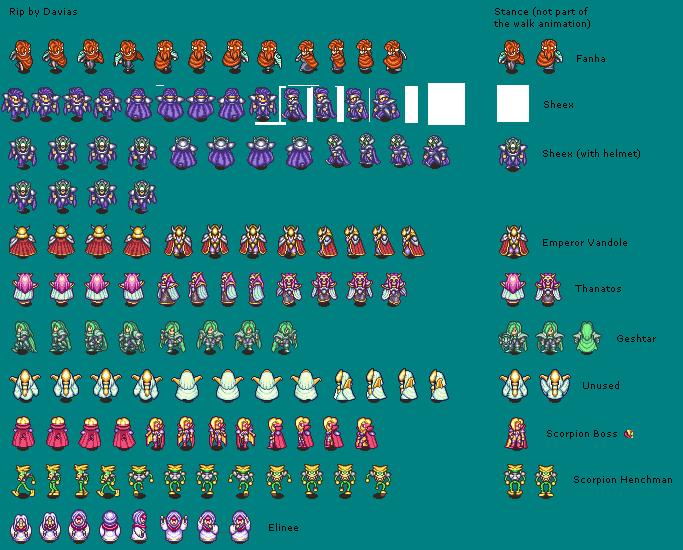 Rip by Davias
Stance (not part of
the walk animation)
Fanha
Sheex
Sheex (with helmet)
Emperor Vandole
Thanatos
Geshtar
Unused
Scorpion Boss
Scorpion Henchman
Elinee